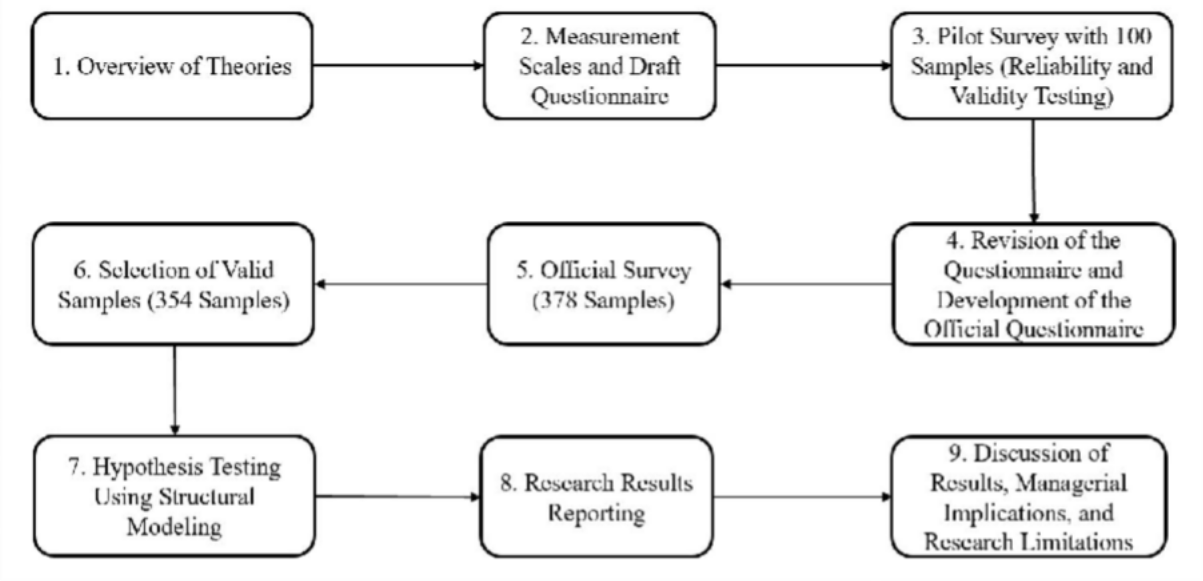 1. Overview of Theories
2. Measurement
Scales and Draft
Questionnaire
3. Pilot Survey with 100
Samples (Reliability and
Validity Testing)
4. Revision of the
Questionnaire and
Development of the
Official Questionnaire
5. Official Survey
(378 Samples)
6. Selection of Valid
Samples (354 Samples)
7. Hypothesis Testing
Using Structural
Modeling
8. Research Results
Reporting
9. Discussion of
Results, Managerial
Implications, and
Research Limitations